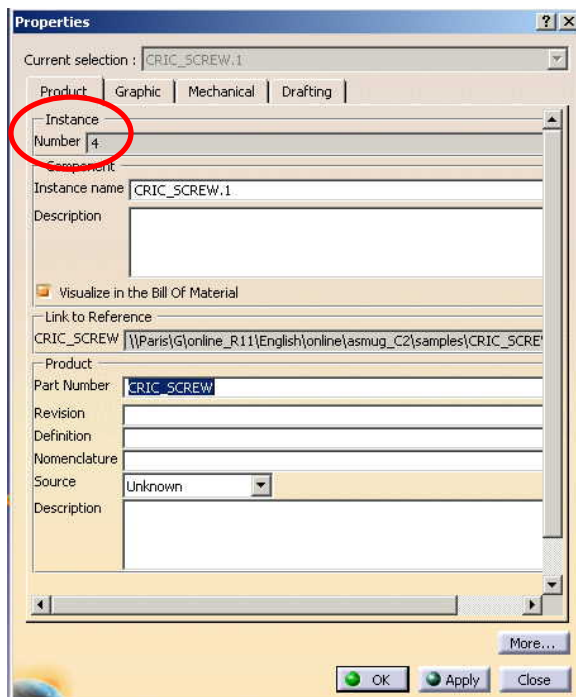 Properties
Current selection : CRIC_SCREW.1
Product Graphic Mechanical Drafting
Instance
Number 4
Component
Instance name CRIC_SCREW.1
Description
Visualize in the Bill Of Material
Link to Reference
CRIC_SCREW \\Paris\G\online_R11\English\online\asmug_C2\samples\CRIC_SCRE
Product
Part Number CRIC_SCREW
Revision
Definition
Nomenclature
Source Unknown
Description
More...
OK Apply Close